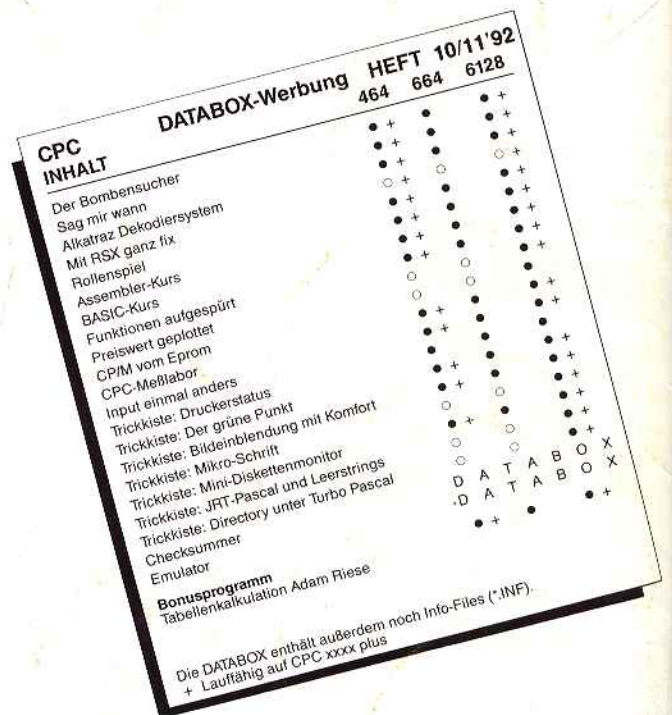 CPC DATABOX-Werbung HEFT 10/11'92
INHALT 464 664 6128
Der Bombensucher ● + ● ● +
Sag mir wann ● + ● ● +
Alkatraz Dekodiersystem ● + ● ● +
Mit RSX ganz fix ○ + ○ ○ +
Rollenspiel ● + ● ● +
Assembler-Kurs ● + ● ● +
BASIC-Kurs ● + ● ● +
Funktionen aufgespürt ● + ● ● +
Preiswert geplottet ○ ○ ● +
CP/M vom Eprom ○ ○ ●
CPC-Meßlabor ● + ● ● +
Input einmal anders ● + ● ● +
Trickkiste: Druckerstatus ● ● ●
Trickkiste: Der grüne Punkt ● + ● ● +
Trickkiste: Bildeinblendung mit Komfort ● + ● ● +
Trickkiste: Mikro-Schrift ○ ○ ● +
Trickkiste: Mini-Diskettenmonitor ● + ● ● +
Trickkiste: JRT-Pascal und Leerstrings ○ ○ ● +
Trickkiste: Directory unter Turbo Pascal ○ ○ ● +
Checksummer D A T A B O X
Emulator D A T A B O X
Bonusprogramm
Tabellenkalkulation Adam Riese ● + ● ● +
Die DATABOX enthält außerdem noch Info-Files (*.INF).
+ Lauffähig auf CPC xxxx plus